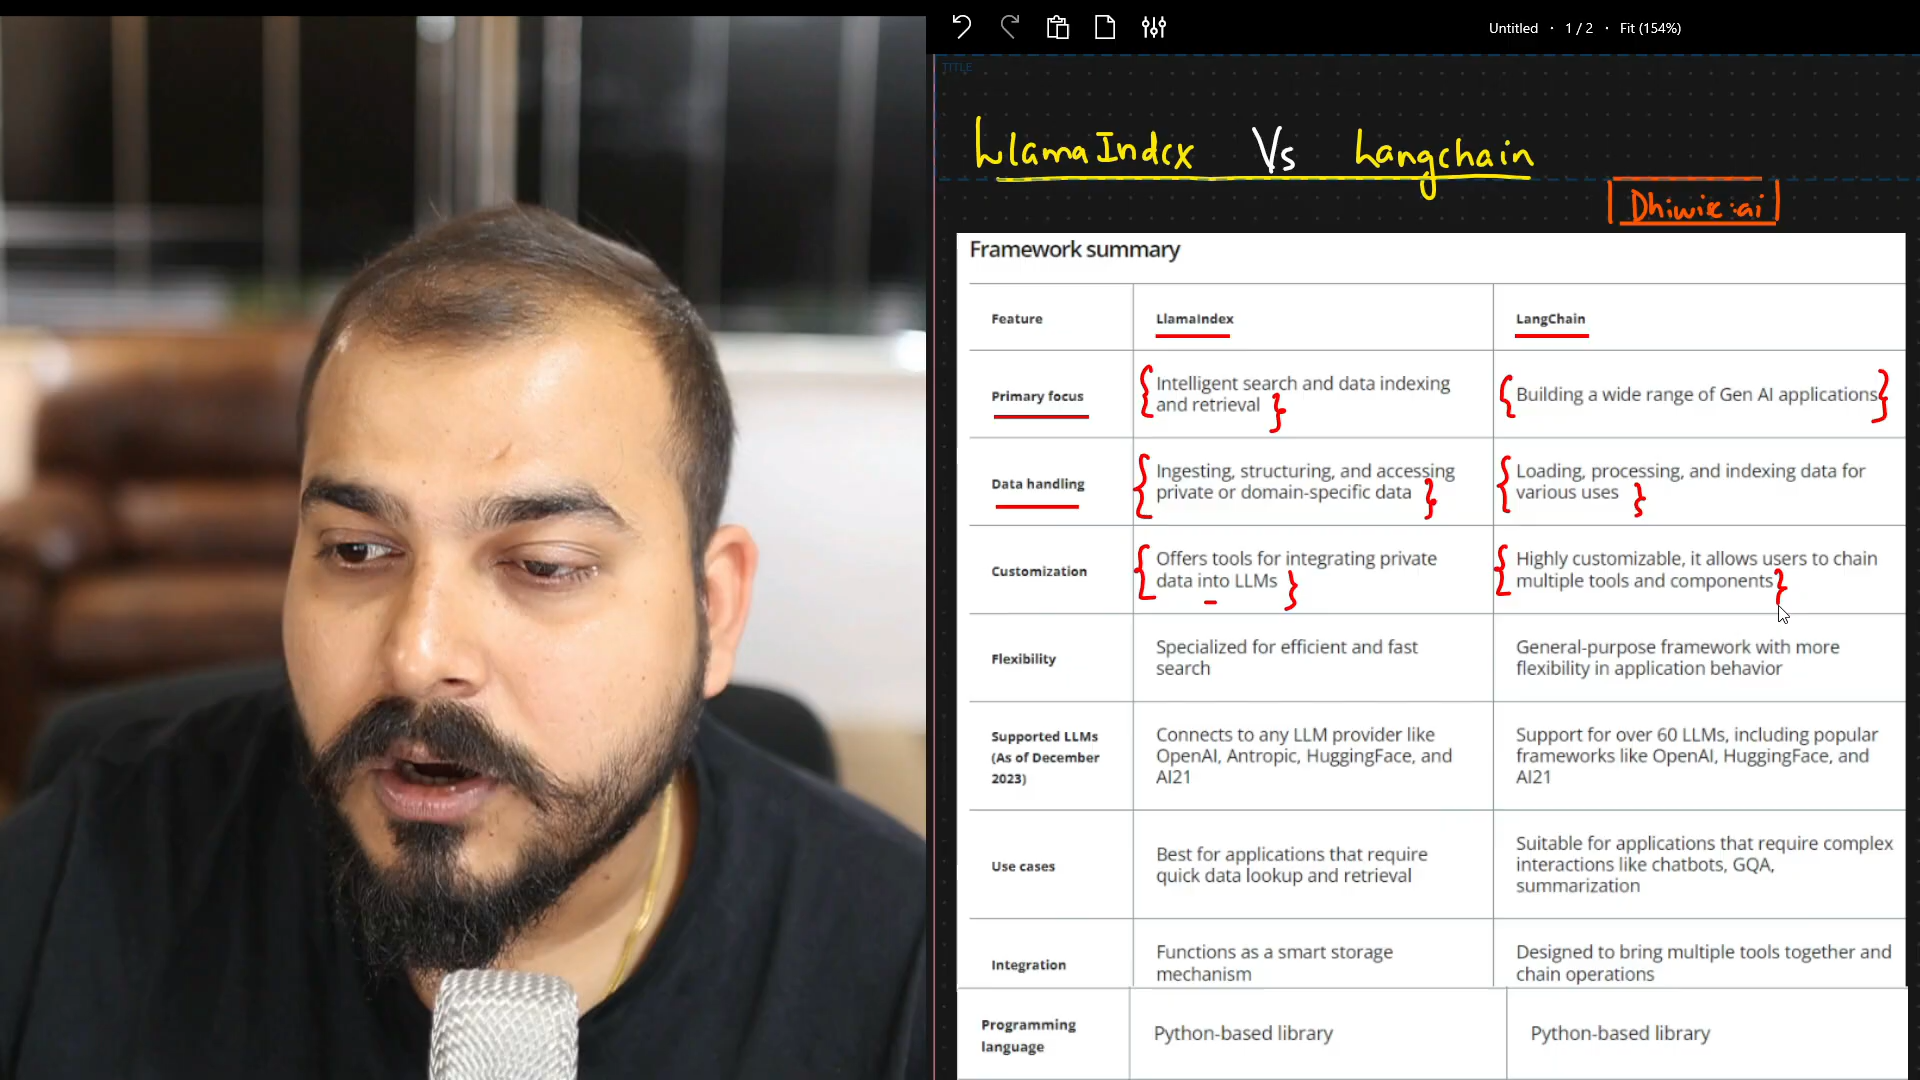 Untitled · 1 / 2 · Fit (154%)
TITLE
LlamaIndex Vs Langchain
Dhiwise.ai
Framework summary
Feature LlamaIndex LangChain
Primary focus
Intelligent search and data indexing
and retrieval
Building a wide range of Gen AI applications
Data handling
Ingesting, structuring, and accessing
private or domain-specific data
Loading, processing, and indexing data for
various uses
Customization
Offers tools for integrating private
data into LLMs
Highly customizable, it allows users to chain
multiple tools and components
Flexibility
Specialized for efficient and fast
search
General-purpose framework with more
flexibility in application behavior
Supported LLMs
(As of December
2023)
Connects to any LLM provider like
OpenAI, Antropic, HuggingFace, and
AI21
Support for over 60 LLMs, including popular
frameworks like OpenAI, HuggingFace, and
AI21
Use cases
Best for applications that require
quick data lookup and retrieval
Suitable for applications that require complex
interactions like chatbots, GQA,
summarization
Integration
Functions as a smart storage
mechanism
Designed to bring multiple tools together and
chain operations
Programming
language
Python-based library
Python-based library